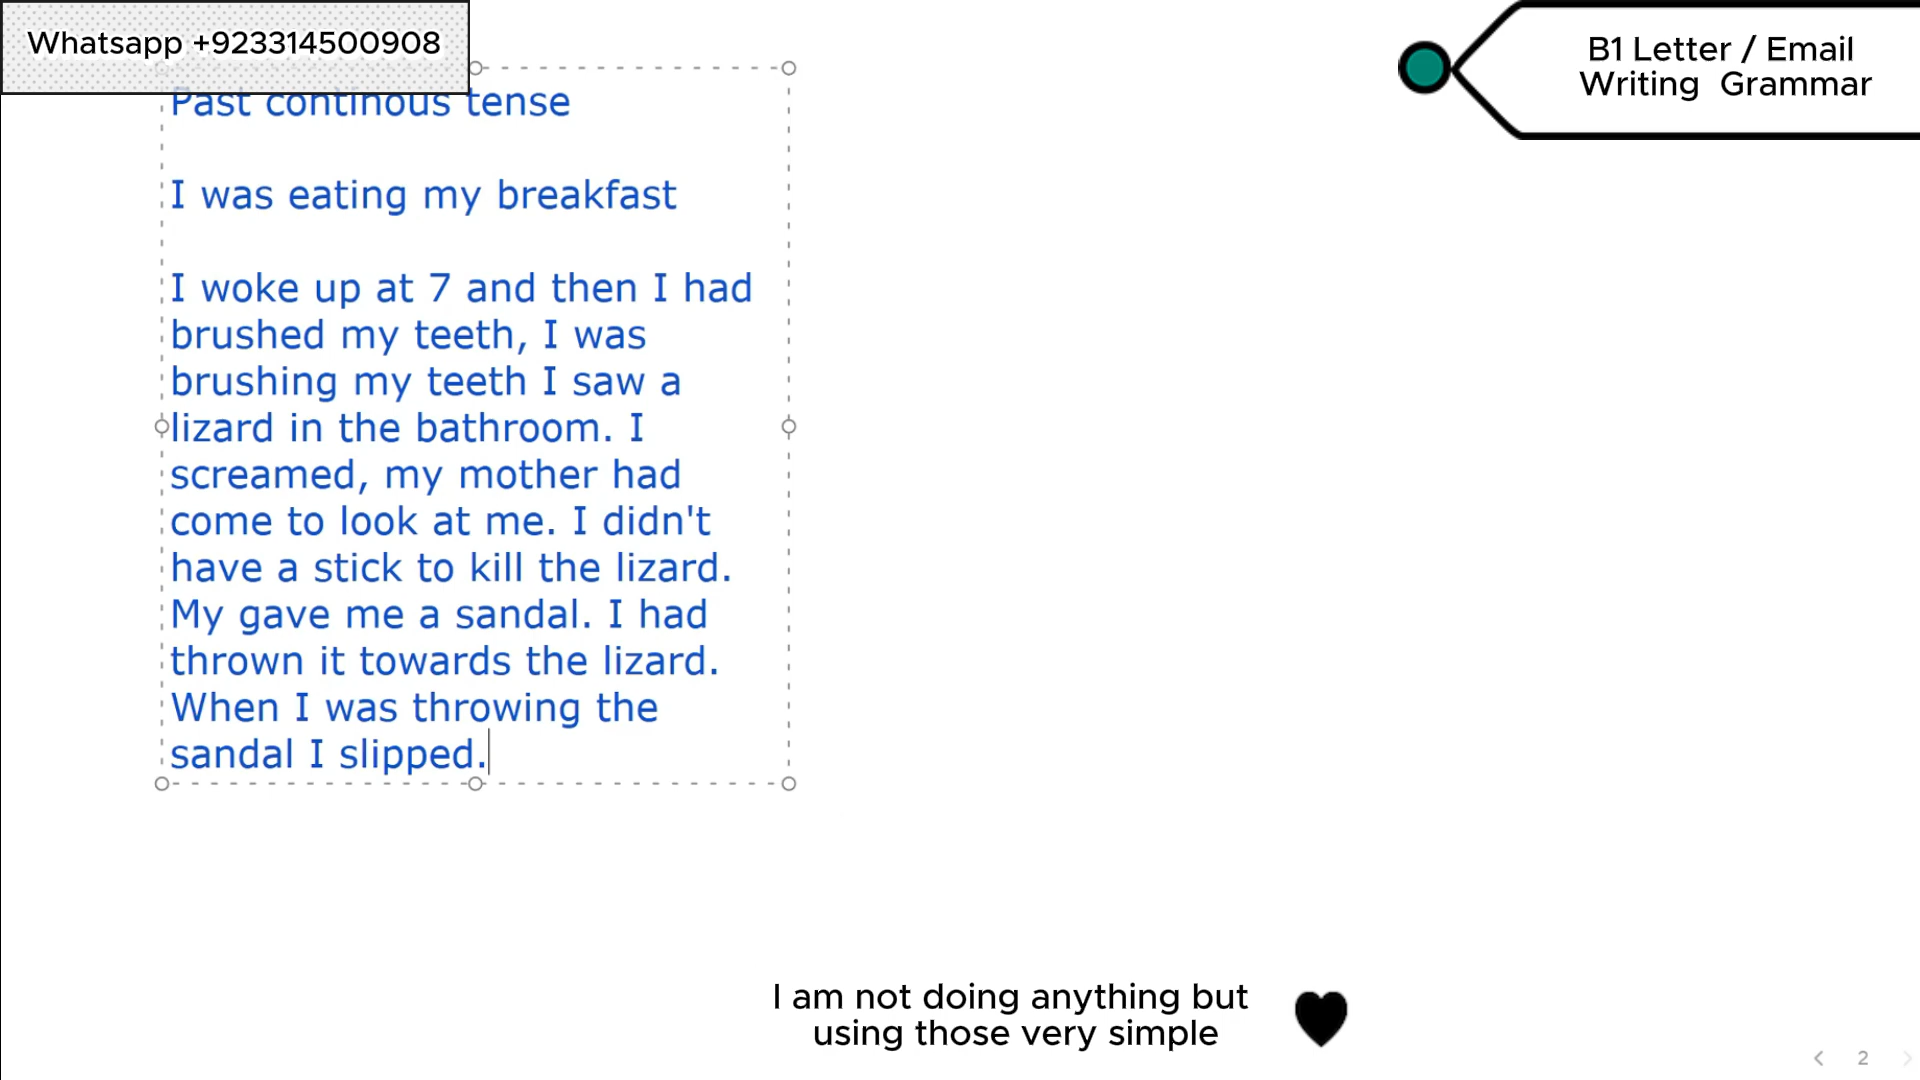 Whatsapp +923314500908
B1 Letter / Email
Writing Grammar
Past continous tense
I was eating my breakfast
I woke up at 7 and then I had
brushed my teeth, I was
brushing my teeth I saw a
lizard in the bathroom. I
screamed, my mother had
come to look at me. I didn't
have a stick to kill the lizard.
My gave me a sandal. I had
thrown it towards the lizard.
When I was throwing the
sandal I slipped.
I am not doing anything but
using those very simple
2